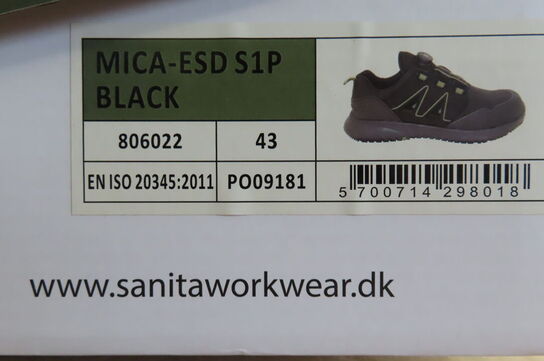 MICA-ESD S1P
BLACK
806022 43
EN ISO 20345:2011 PO09181
5 700714 298018
www.sanitaworkwear.dk